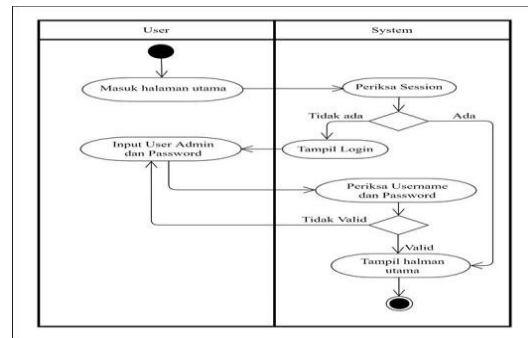 User
System
Masuk halaman utama
Periksa Session
Tidak ada
Ada
Input User Admin
dan Password
Tampil Login
Periksa Username
dan Password
Tidak Valid
Valid
Tampil halman
utama